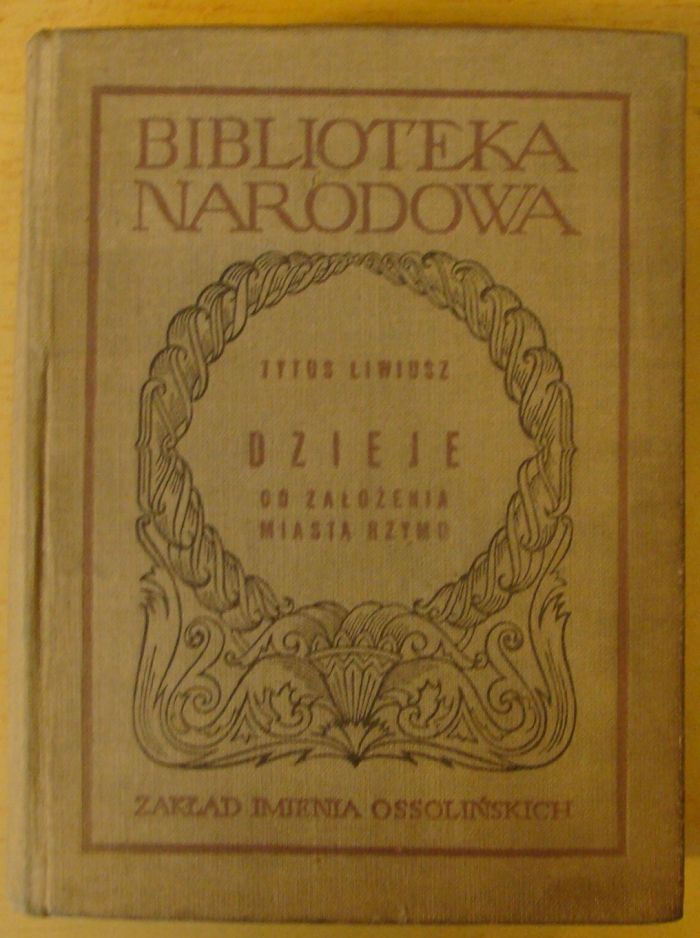 BIBLIOTEKA
NARODOWA
TYTUS LIWIUSZ
DZIEJE
OD ZAŁOŻENIA
MIASTA RZYMU
ZAKŁAD IMIENIA OSSOLIŃSKICH